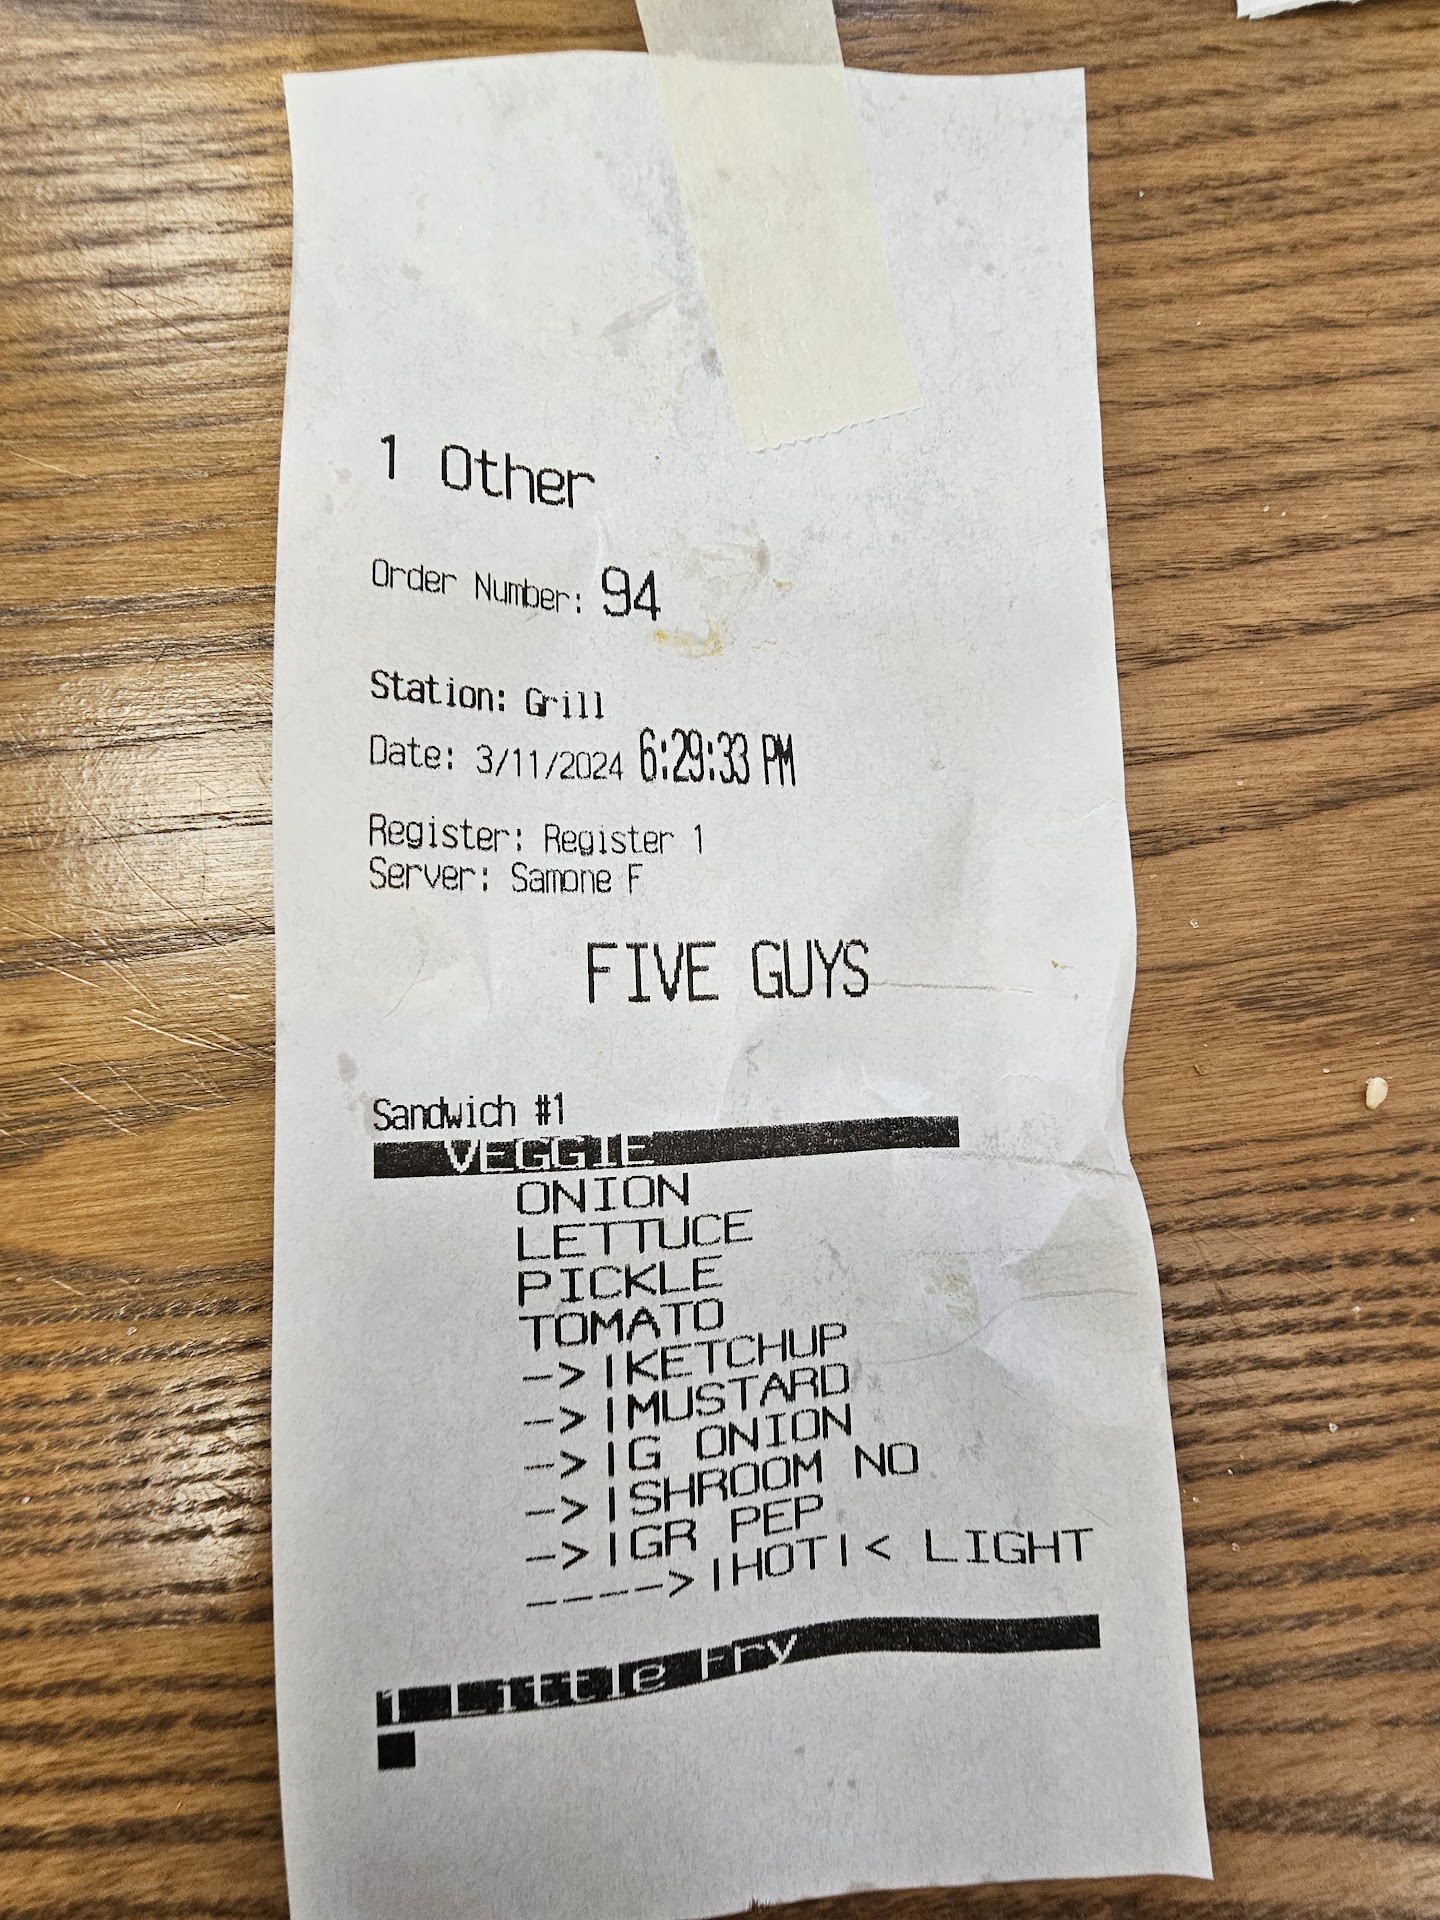 1 Other
Order Number: 94
Station: Grill
Date: 3/11/2024 6:29:33 PM
Register: Register 1
Server: Samone F
FIVE GUYS
Sandwich #1
VEGGIE
ONION
LETTUCE
PICKLE
TOMATO
->|KETCHUP
->|MUSTARD
->|G ONION
->|SHROOM NO
->|GR PEP
---->|HOT|< LIGHT
1 Little Fry